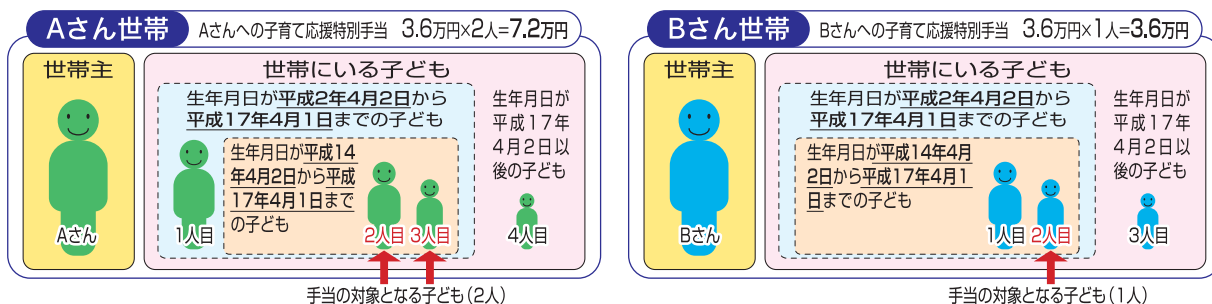 Aさん世帯 Aさんへの子育て応援特別手当 3.6万円×2人=7.2万円
世帯主
Aさん
世帯にいる子ども
生年月日が平成2年4月2日から
平成17年4月1日までの子ども
1人目
生年月日が平成14
年4月2日から平成
17年4月1日まで
の子ども
2人目 3人目
生年月日が
平成17年
4月2日以
後の子ども
4人目
手当の対象となる子ども(2人)
Bさん世帯 Bさんへの子育て応援特別手当 3.6万円×1人=3.6万円
世帯主
Bさん
世帯にいる子ども
生年月日が平成2年4月2日から
平成17年4月1日までの子ども
生年月日が平成14年4月
2日から平成17年4月1
日までの子ども
1人目 2人目
生年月日が
平成17年
4月2日以
後の子ども
3人目
手当の対象となる子ども(1人)